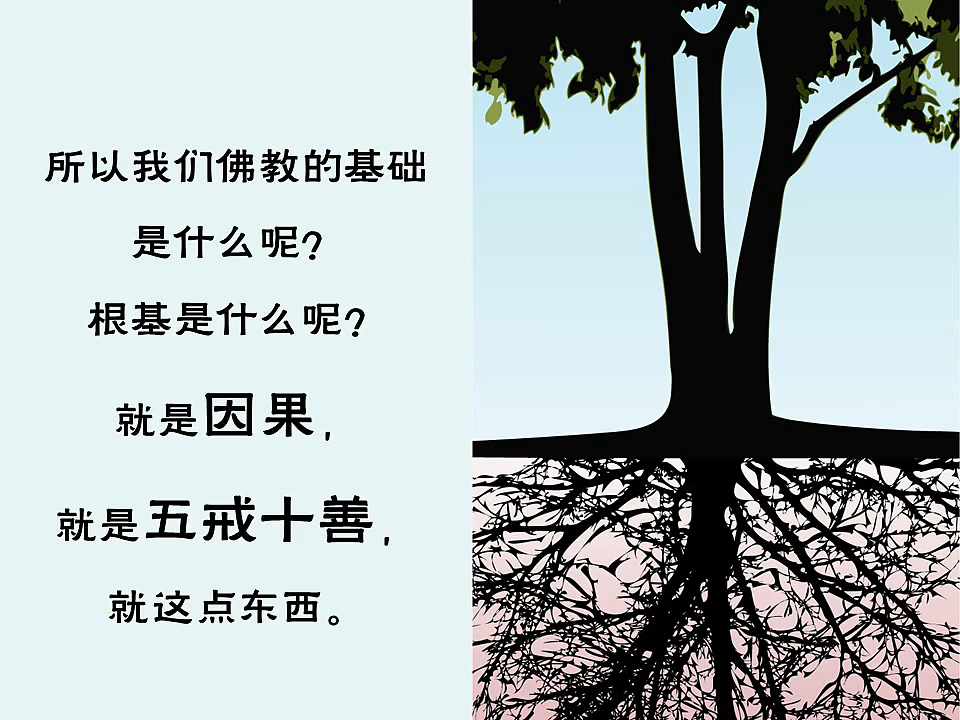 所以我们佛教的基础
是什么呢?
根基是什么呢?
就是因果,
就是五戒十善,
就这点东西。